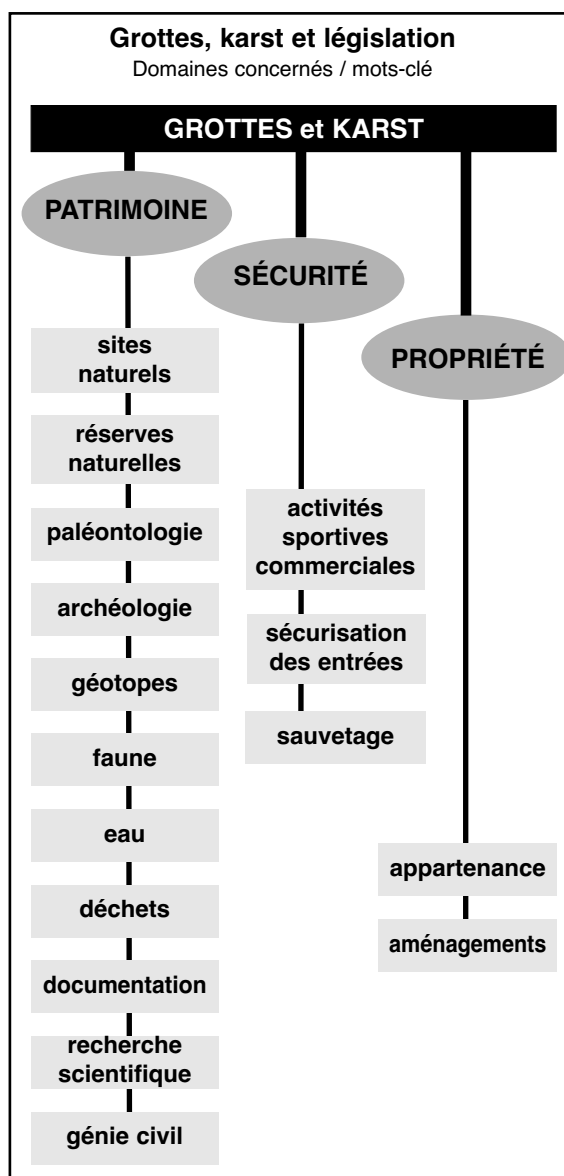 Grottes, karst et législation
Domaines concernés / mots-clé
GROTTES et KARST
PATRIMOINE
sites
naturels
réserves
naturelles
paléontologie
archéologie
géotopes
faune
eau
déchets
documentation
recherche
scientifique
génie civil
SÉCURITÉ
activités
sportives
commerciales
sécurisation
des entrées
sauvetage
PROPRIÉTÉ
appartenance
aménagements